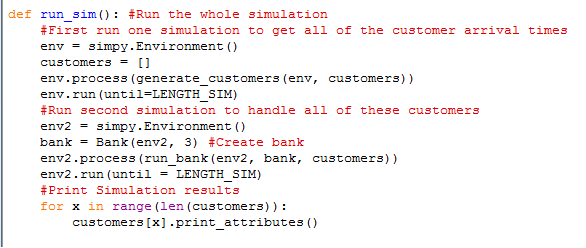 def run_sim(): #Run the whole simulation
    #First run one simulation to get all of the customer arrival times
    env = simpy.Environment()
    customers = []
    env.process(generate_customers(env, customers))
    env.run(until=LENGTH_SIM)
    #Run second simulation to handle all of these customers
    env2 = simpy.Environment()
    bank = Bank(env2, 3) #Create bank
    env2.process(run_bank(env2, bank, customers))
    env2.run(until = LENGTH_SIM)
    #Print Simulation results
    for x in range(len(customers)):
        customers[x].print_attributes()